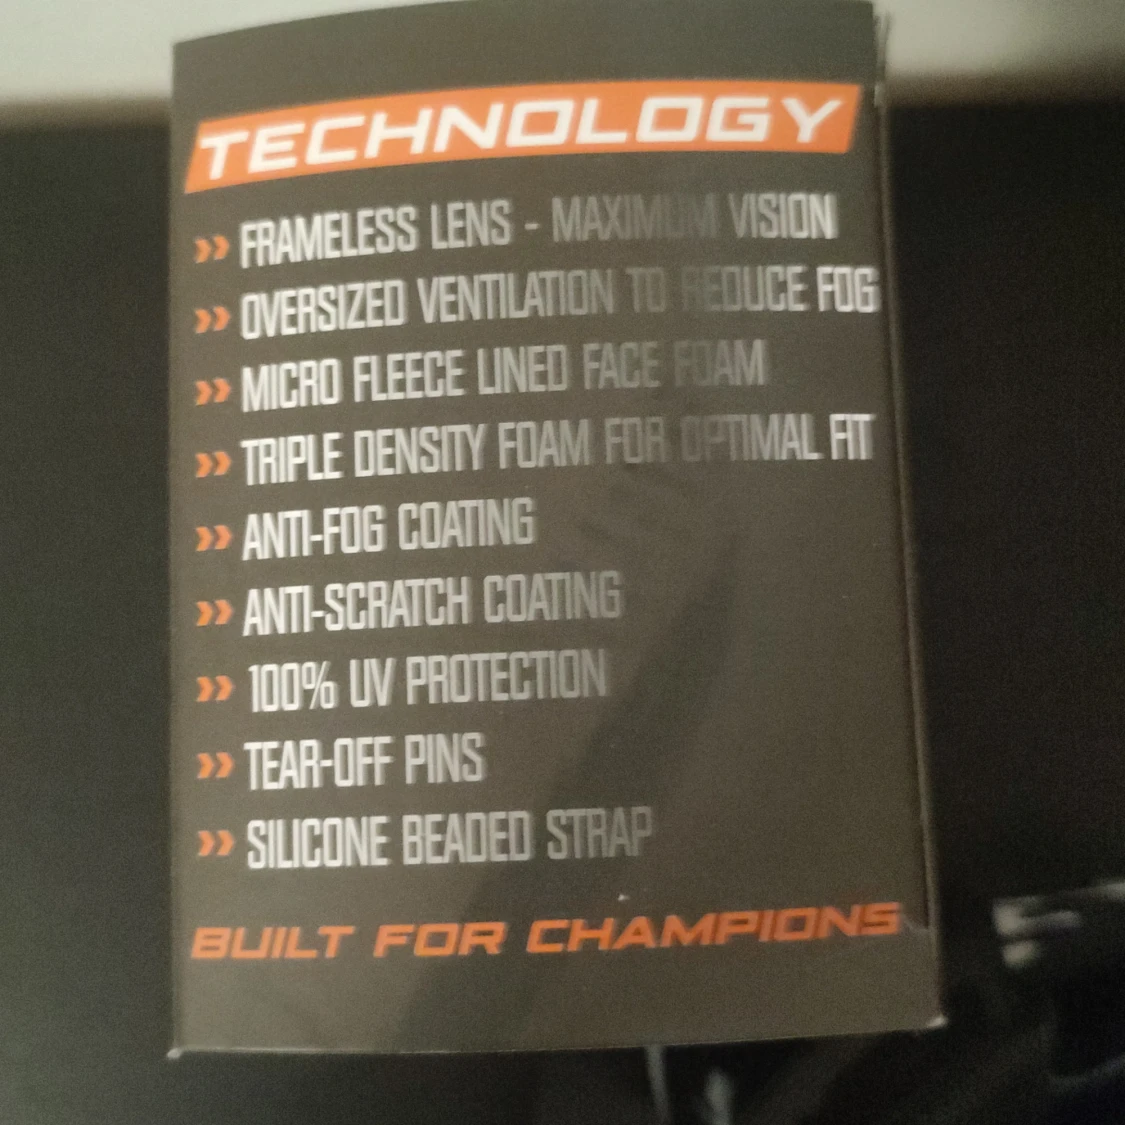 TECHNOLOGY
›› FRAMELESS LENS - MAXIMUM VISION
›› OVERSIZED VENTILATION TO REDUCE FOG
›› MICRO FLEECE LINED FACE FOAM
›› TRIPLE DENSITY FOAM FOR OPTIMAL FIT
›› ANTI-FOG COATING
›› ANTI-SCRATCH COATING
›› 100% UV PROTECTION
›› TEAR-OFF PINS
›› SILICONE BEADED STRAP
BUILT FOR CHAMPIONS